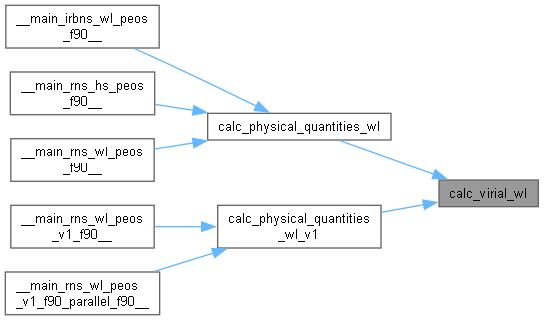 __main_irbns_wl_peos
_f90__
__main_rns_hs_peos
_f90__
calc_physical_quantities_wl
__main_rns_wl_peos
_f90__
calc_virial_wl
__main_rns_wl_peos
_v1_f90__
calc_physical_quantities
_wl_v1
__main_rns_wl_peos
_v1_f90_parallel_f90__